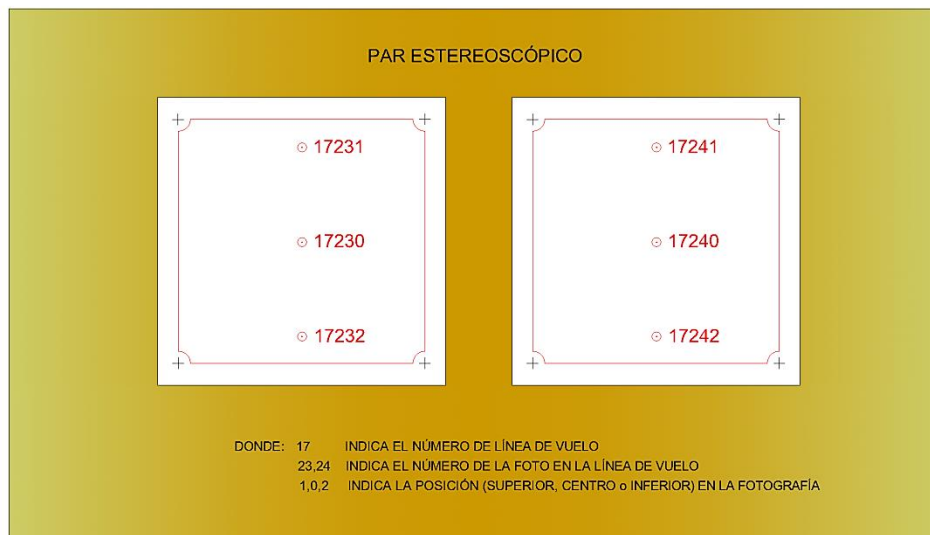 PAR ESTEREOSCÓPICO
17231
17241
17230
17240
17232
17242
DONDE: 17 INDICA EL NÚMERO DE LÍNEA DE VUELO
23,24 INDICA EL NÚMERO DE LA FOTO EN LA LÍNEA DE VUELO
1,0,2 INDICA LA POSICIÓN (SUPERIOR, CENTRO o INFERIOR) EN LA FOTOGRAFÍA